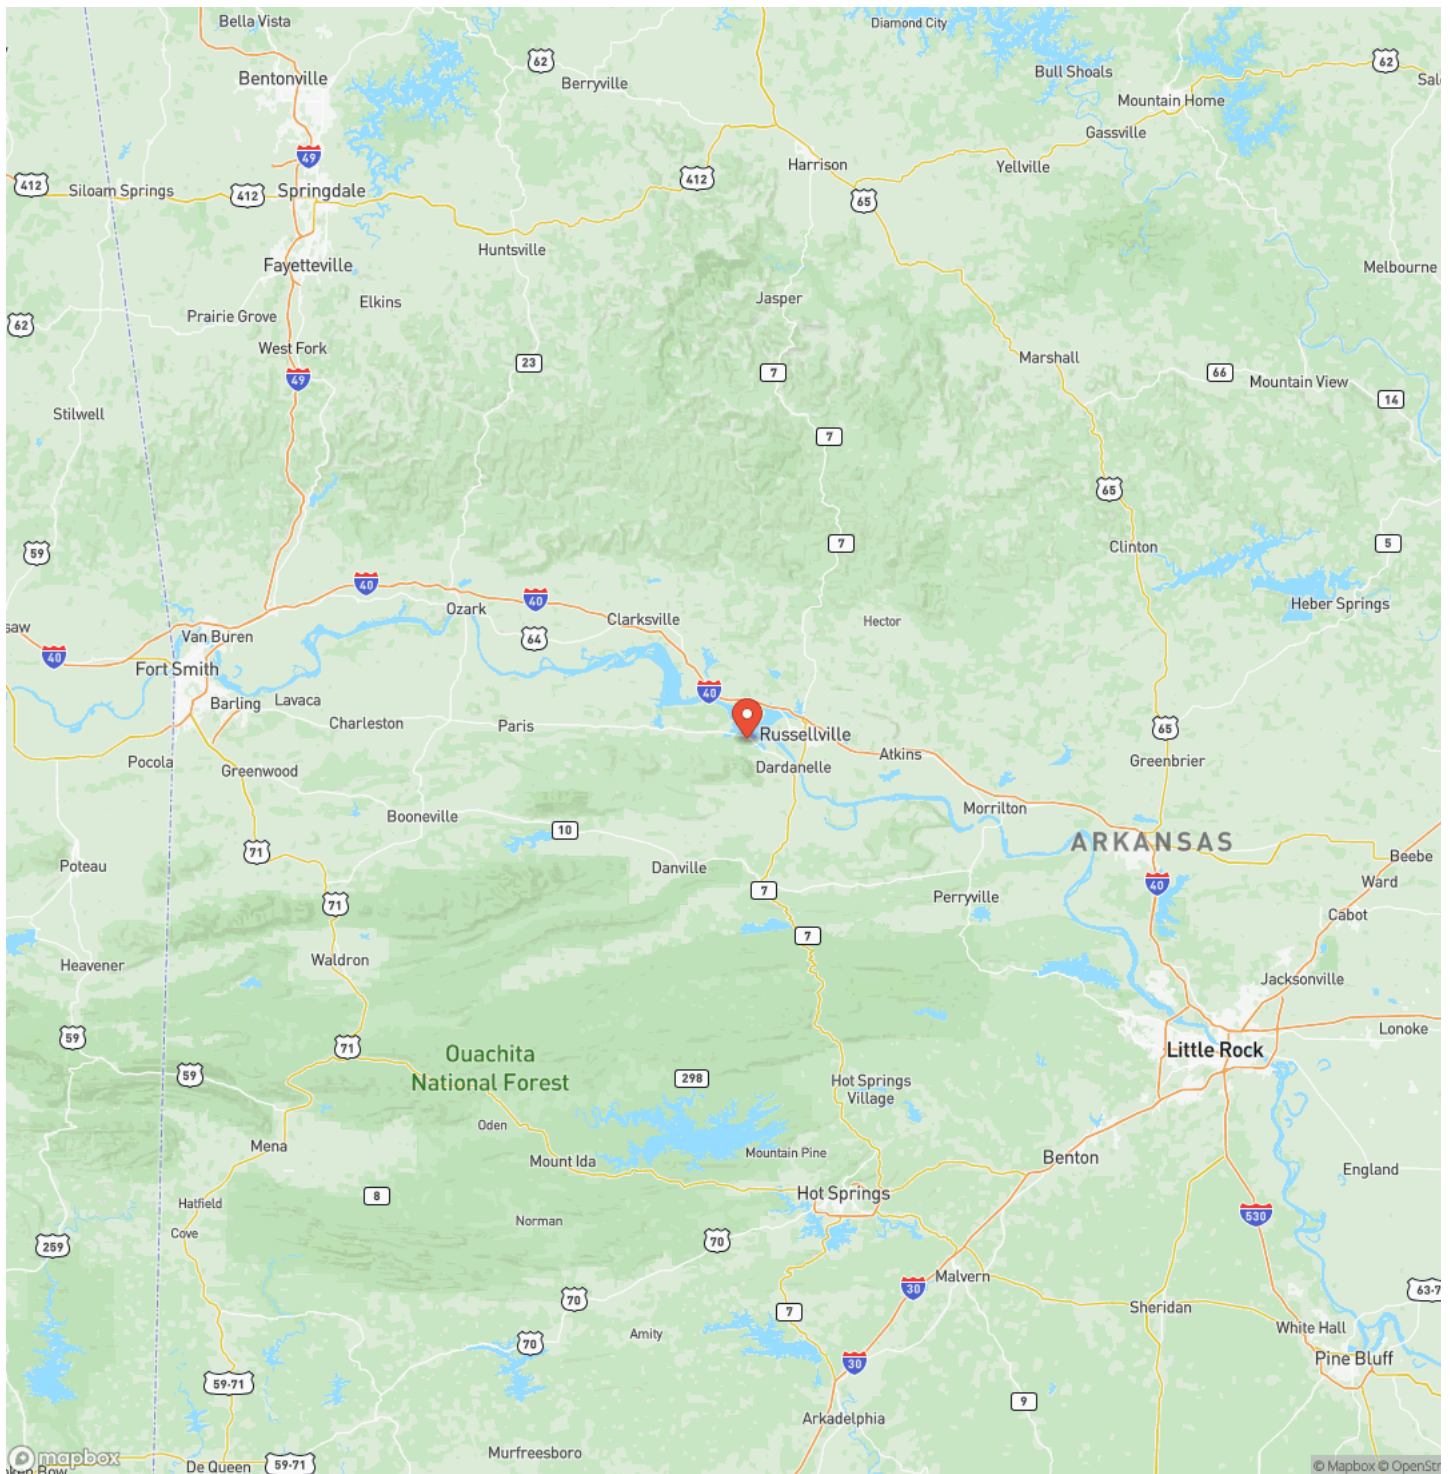 Bella Vista
Diamond City
62
Bentonville
Berryville
Bull Shoals
62
Mountain Home
Gassville
49
Harrison
Yellville
412
Siloam Springs
412
Springdale
412
65
Huntsville
Fayetteville
Melbourne
Elkins
Jasper
62
Prairie Grove
West Fork
Marshall
23
7
66
Mountain View
49
14
Stilwell
7
65
59
7
Clinton
5
40
Ozark
40
Clarksville
Hector
Heber Springs
64
Van Buren
40
Fort Smith
Barling
Lavaca
40
Charleston
Paris
Russellville
65
Atkins
Pocola
Greenwood
Dardanelle
Greenbrier
Booneville
Morrilton
10
ARKANSAS
71
Poteau
Danville
Beebe
7
Perryville
40
Ward
71
Cabot
7
Waldron
Heavener
Jacksonville
59
Lonoke
71
Ouachita
National Forest
Little Rock
59
298
Hot Springs
Village
Oden
Mena
Mount Ida
Mountain Pine
Benton
England
8
Hot Springs
Hatfield
Norman
530
Cove
259
70
Malvern
30
63-7
70
7
Sheridan
Amity
White Hall
70
30
Pine Bluff
59-71
9
Arkadelphia
mapbox
Murfreesboro
De Queen
59-71
© Mapbox © OpenStr